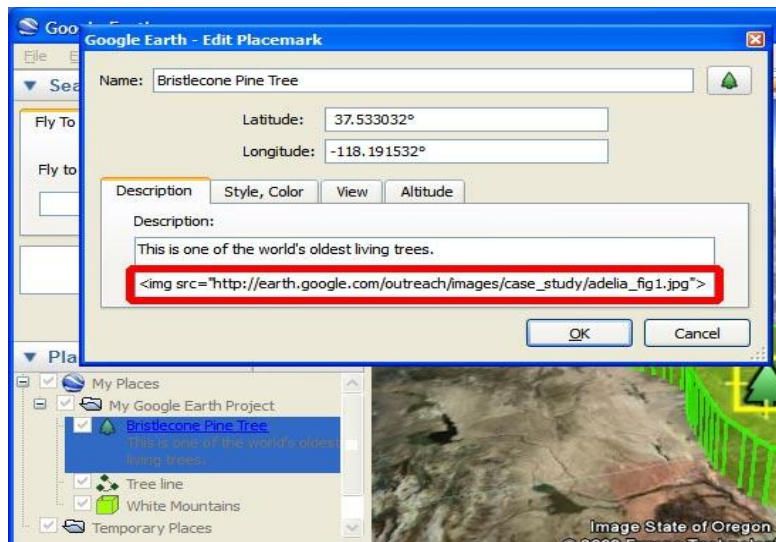 Goo
Google Earth - Edit Placemark
File E
Sea
Name: Bristlecone Pine Tree
Fly To
Latitude: 37.533032°
Longitude: -118.191532°
Fly to
Description Style, Color View Altitude
Description:
This is one of the world's oldest living trees.
<img src="http://earth.google.com/outreach/images/case_study/adelia_fig1.jpg">
OK Cancel
Pla
My Places
My Google Earth Project
Bristlecone Pine Tree
This is one of the world's oldest
living trees.
Tree line
White Mountains
Temporary Places
Image State of Oregon